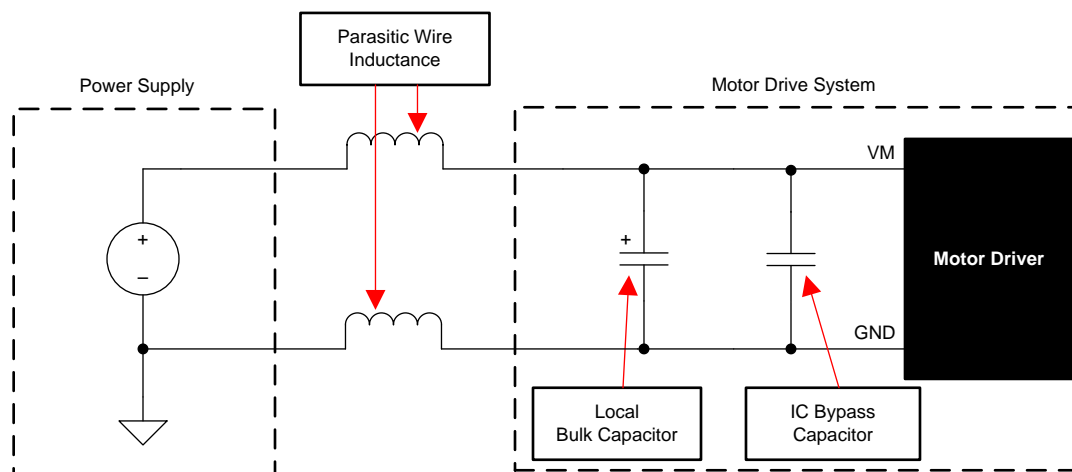 Parasitic Wire
Inductance
Power Supply
Motor Drive System
VM
+
–
+
Motor Driver
GND
Local
Bulk Capacitor
IC Bypass
Capacitor